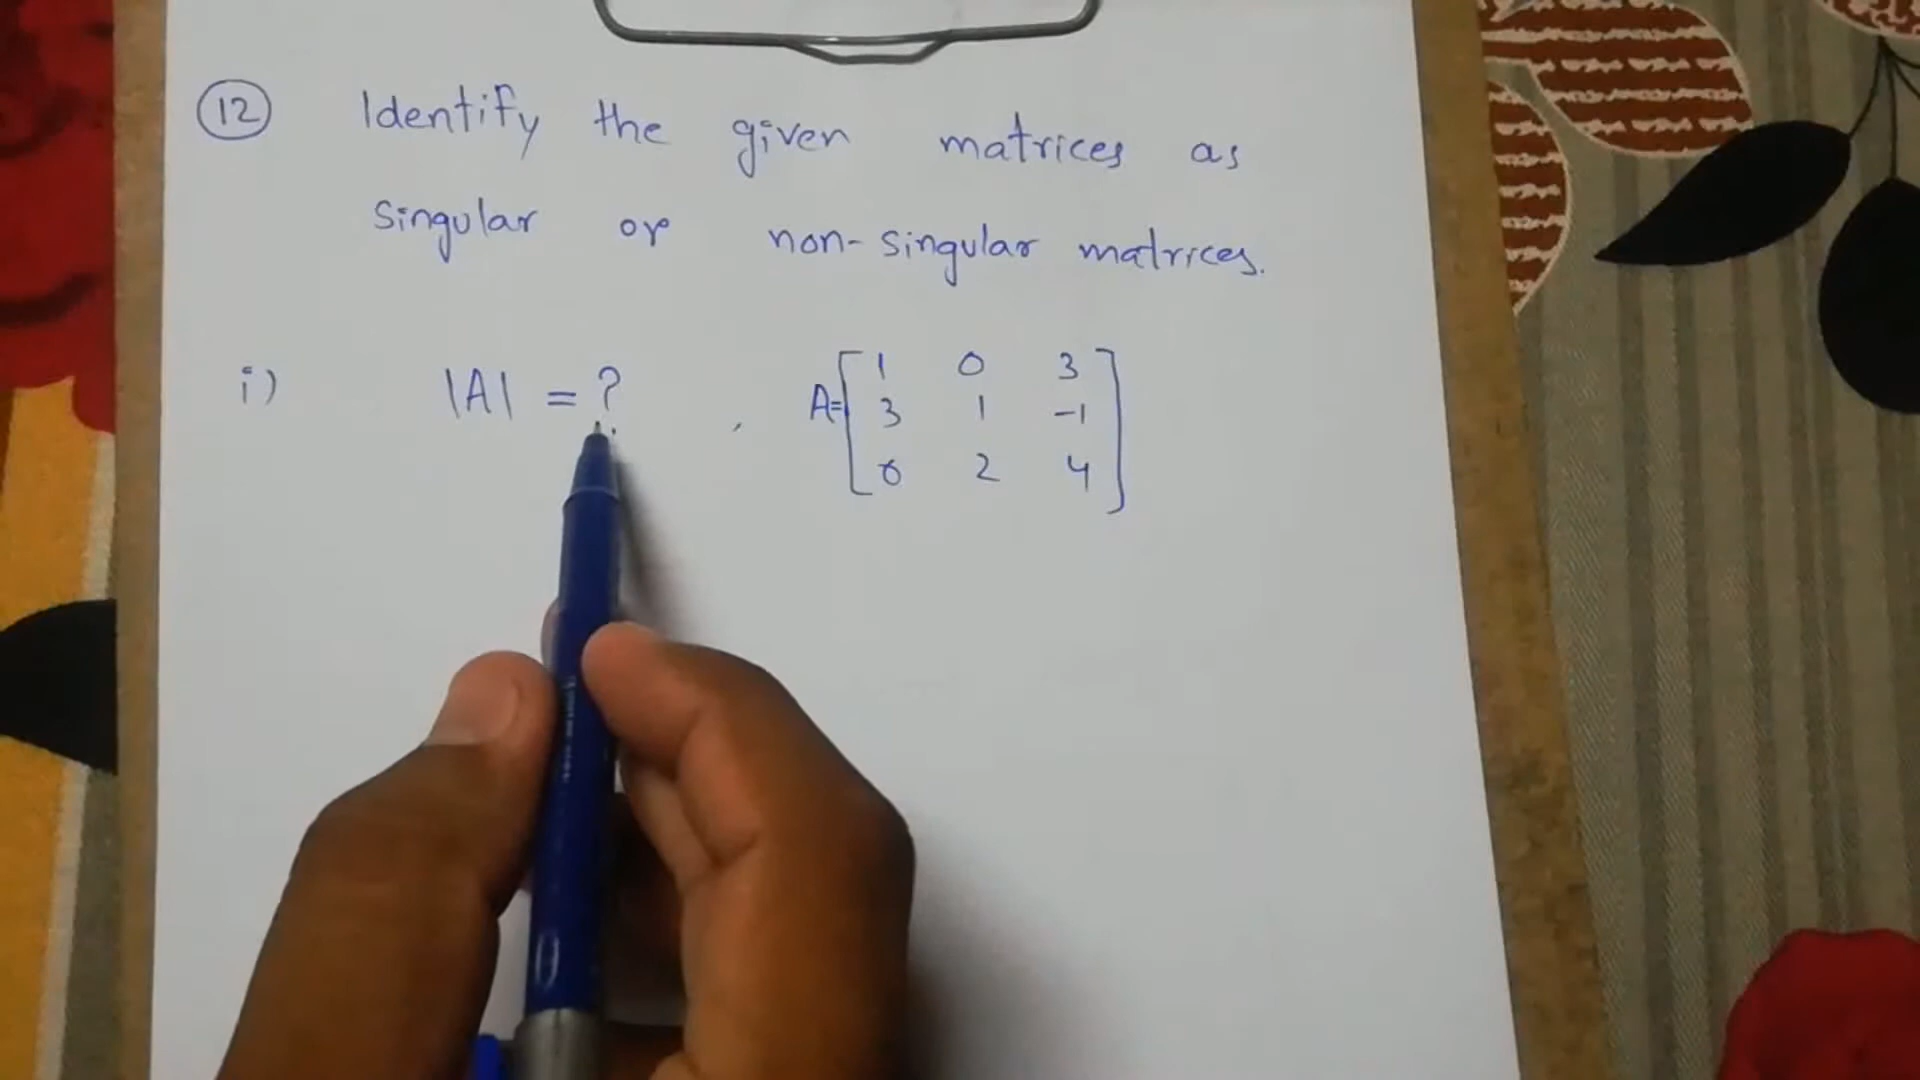 12 Identify the given matrices as
singular or non-singular matrices.
i) |A| = ? , A = [ 1 0 3
3 1 -1
0 2 4 ]